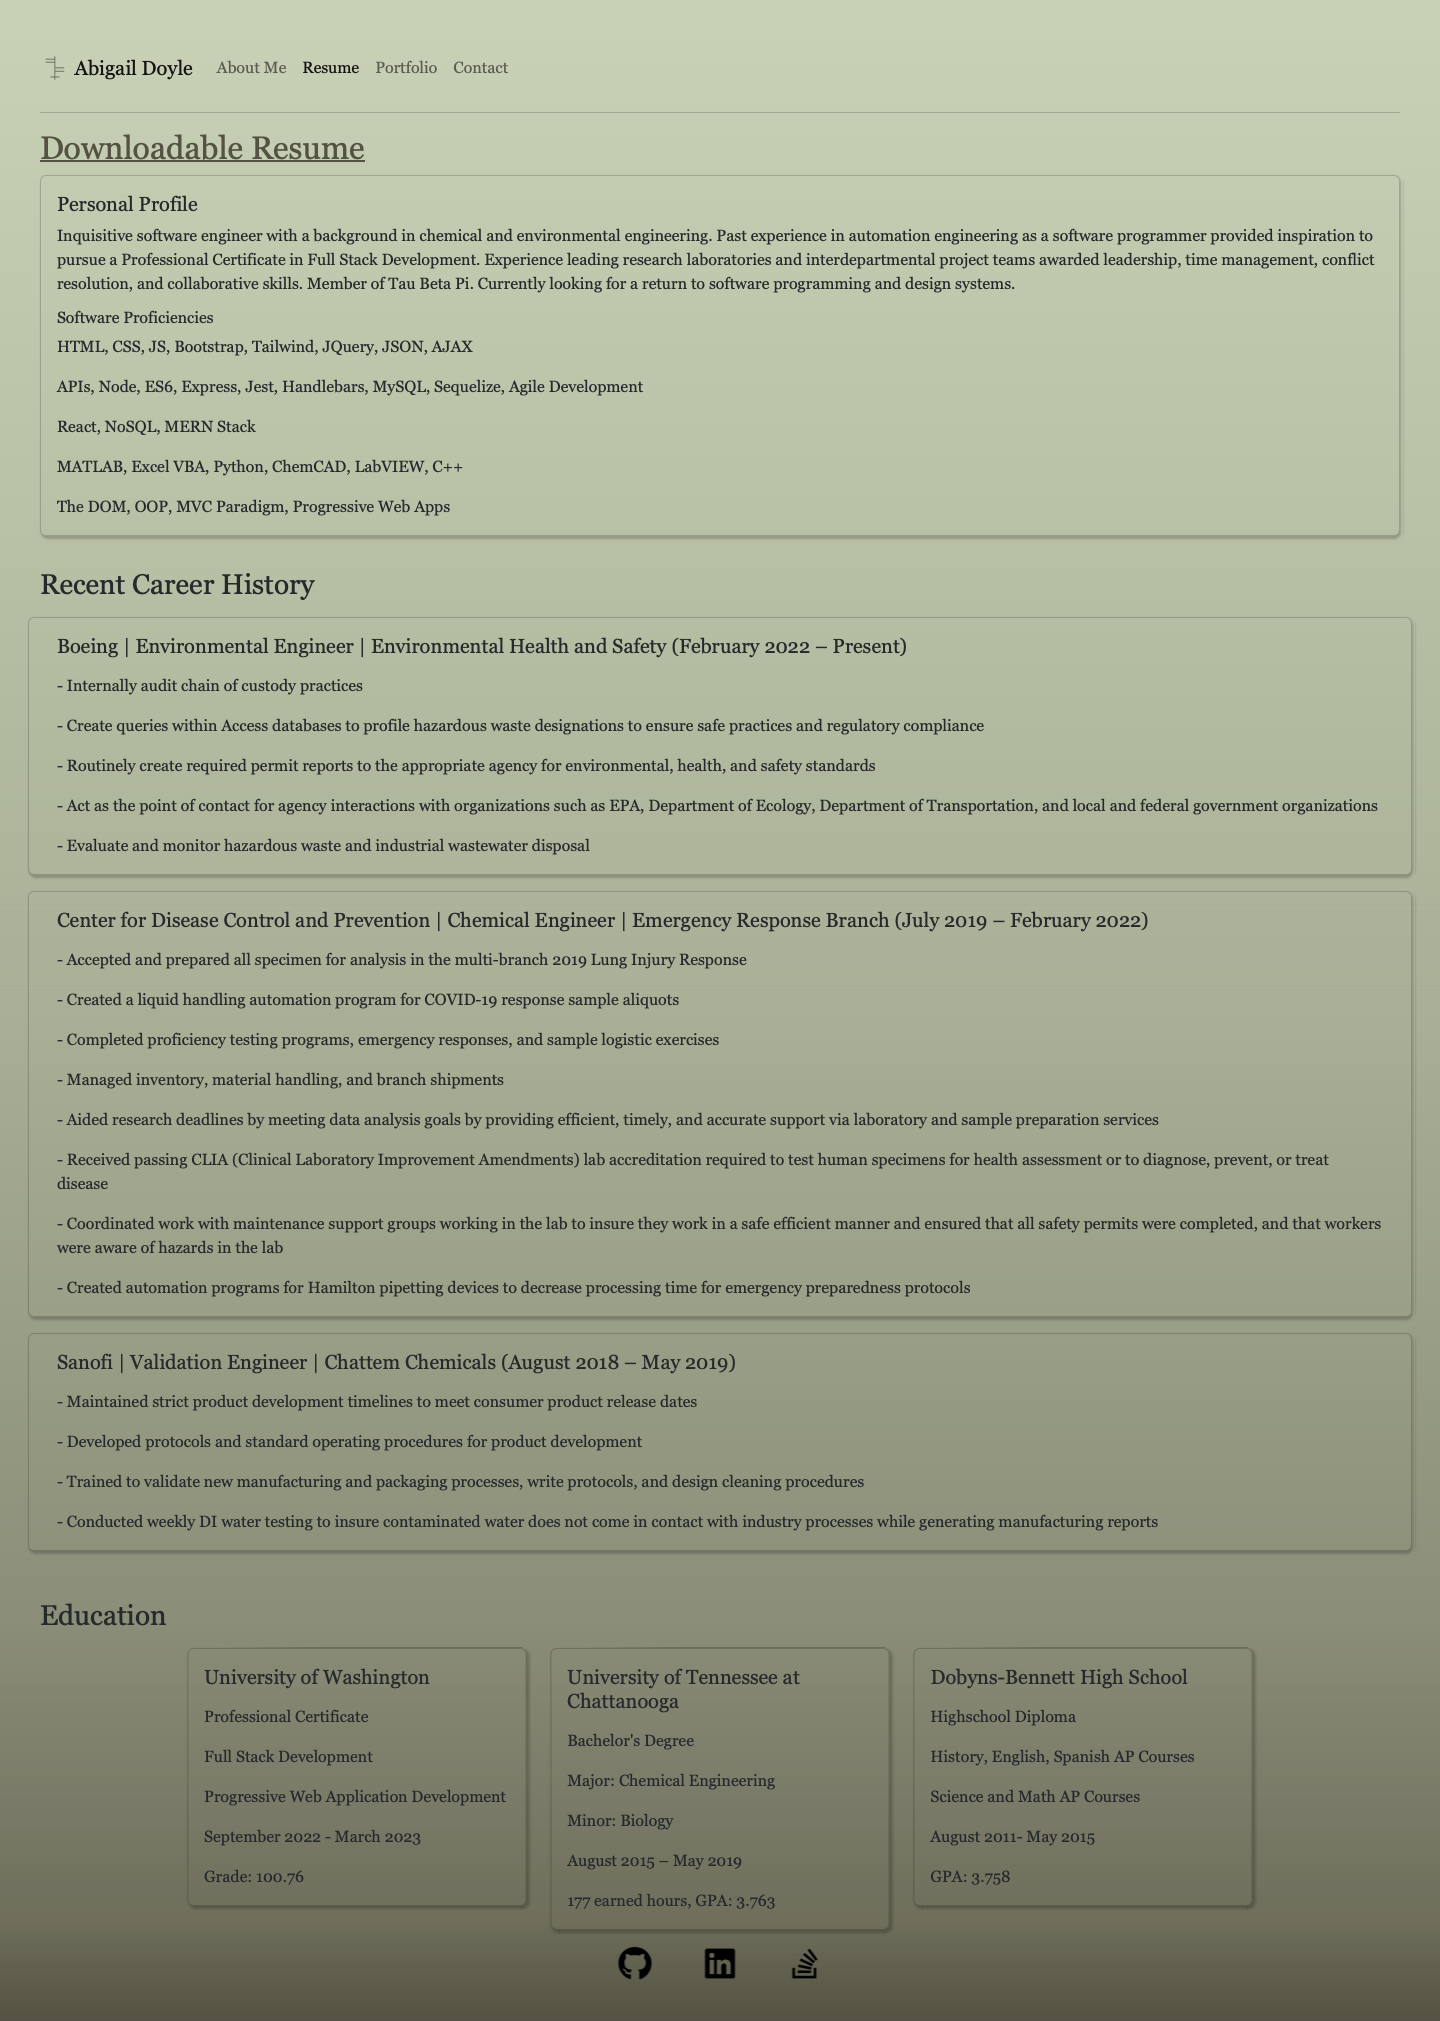 Abigail Doyle About Me Resume Portfolio Contact
Downloadable Resume
Personal Profile
Inquisitive software engineer with a background in chemical and environmental engineering. Past experience in automation engineering as a software programmer provided inspiration to
pursue a Professional Certificate in Full Stack Development. Experience leading research laboratories and interdepartmental project teams awarded leadership, time management, conflict
resolution, and collaborative skills. Member of Tau Beta Pi. Currently looking for a return to software programming and design systems.
Software Proficiencies
HTML, CSS, JS, Bootstrap, Tailwind, JQuery, JSON, AJAX
APIs, Node, ES6, Express, Jest, Handlebars, MySQL, Sequelize, Agile Development
React, NoSQL, MERN Stack
MATLAB, Excel VBA, Python, ChemCAD, LabVIEW, C++
The DOM, OOP, MVC Paradigm, Progressive Web Apps
Recent Career History
Boeing | Environmental Engineer | Environmental Health and Safety (February 2022 – Present)
- Internally audit chain of custody practices
- Create queries within Access databases to profile hazardous waste designations to ensure safe practices and regulatory compliance
- Routinely create required permit reports to the appropriate agency for environmental, health, and safety standards
- Act as the point of contact for agency interactions with organizations such as EPA, Department of Ecology, Department of Transportation, and local and federal government organizations
- Evaluate and monitor hazardous waste and industrial wastewater disposal
Center for Disease Control and Prevention | Chemical Engineer | Emergency Response Branch (July 2019 – February 2022)
- Accepted and prepared all specimen for analysis in the multi-branch 2019 Lung Injury Response
- Created a liquid handling automation program for COVID-19 response sample aliquots
- Completed proficiency testing programs, emergency responses, and sample logistic exercises
- Managed inventory, material handling, and branch shipments
- Aided research deadlines by meeting data analysis goals by providing efficient, timely, and accurate support via laboratory and sample preparation services
- Received passing CLIA (Clinical Laboratory Improvement Amendments) lab accreditation required to test human specimens for health assessment or to diagnose, prevent, or treat
disease
- Coordinated work with maintenance support groups working in the lab to insure they work in a safe efficient manner and ensured that all safety permits were completed, and that workers
were aware of hazards in the lab
- Created automation programs for Hamilton pipetting devices to decrease processing time for emergency preparedness protocols
Sanofi | Validation Engineer | Chattem Chemicals (August 2018 – May 2019)
- Maintained strict product development timelines to meet consumer product release dates
- Developed protocols and standard operating procedures for product development
- Trained to validate new manufacturing and packaging processes, write protocols, and design cleaning procedures
- Conducted weekly DI water testing to insure contaminated water does not come in contact with industry processes while generating manufacturing reports
Education
University of Washington
Professional Certificate
Full Stack Development
Progressive Web Application Development
September 2022 - March 2023
Grade: 100.76
University of Tennessee at
Chattanooga
Bachelor's Degree
Major: Chemical Engineering
Minor: Biology
August 2015 – May 2019
177 earned hours, GPA: 3.763
Dobyns-Bennett High School
Highschool Diploma
History, English, Spanish AP Courses
Science and Math AP Courses
August 2011- May 2015
GPA: 3.758